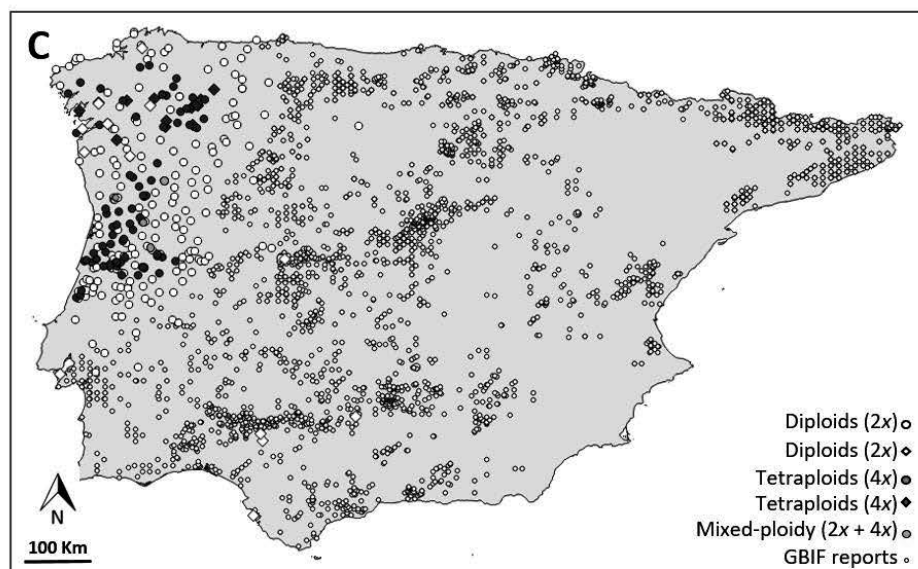 C
Diploids (2x)
Diploids (2x)
Tetraploids (4x)
Tetraploids (4x)
Mixed-ploidy (2x + 4x)
GBIF reports
N
100 Km